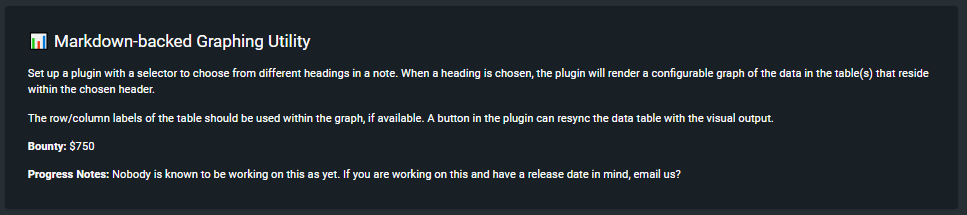 📊 Markdown-backed Graphing Utility
Set up a plugin with a selector to choose from different headings in a note. When a heading is chosen, the plugin will render a configurable graph of the data in the table(s) that reside
within the chosen header.
The row/column labels of the table should be used within the graph, if available. A button in the plugin can resync the data table with the visual output.
Bounty: $750
Progress Notes: Nobody is known to be working on this as yet. If you are working on this and have a release date in mind, email us?